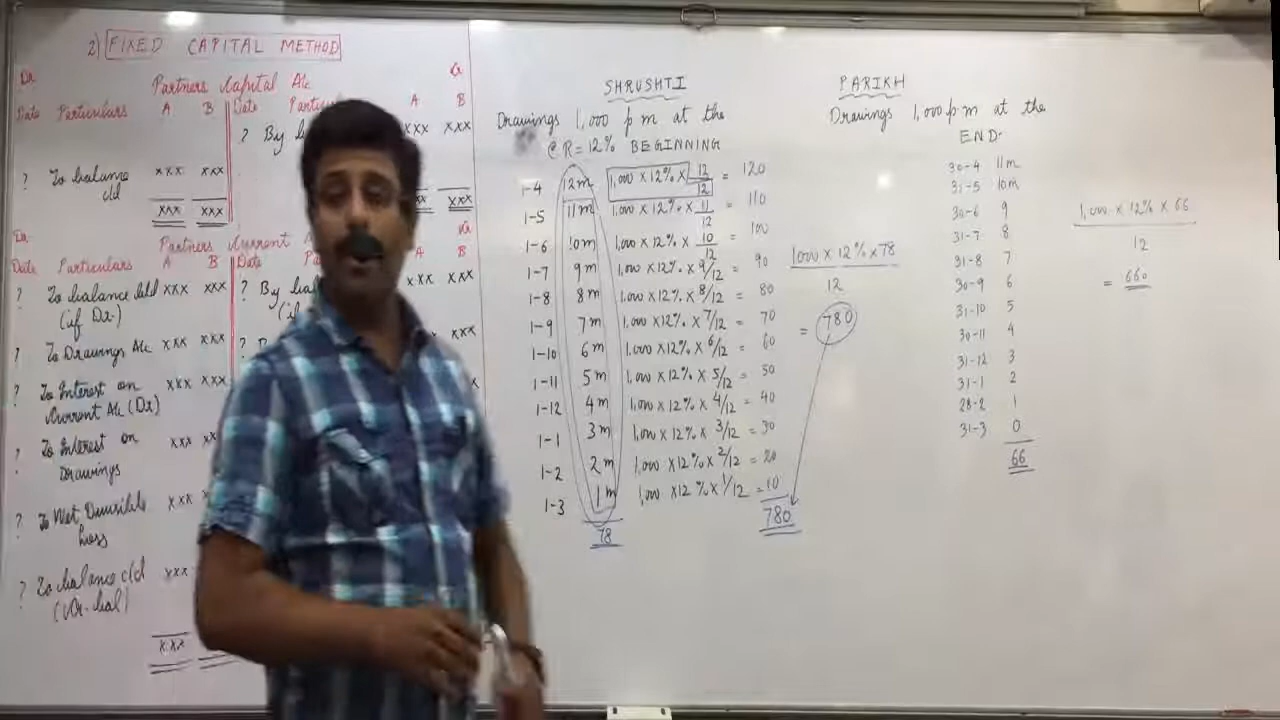 2) FIXED CAPITAL METHOD
Dr Cr
Partners Capital A/c
Date Particulars A B Date A B
? By xxx xxx
? To balance c/d xxx xxx
xxx xxx xxx
Dr Cr
Partners Current
Date Particulars A B Date A B
? To balance b/d xxx xxx ? By xxx xxx
(if Dr)
? To Drawings A/c xxx xxx ? xxx
? To Interest on xxx xxx
Current A/c (Dr)
? To Interest on xxx
Drawings
? To Net Divisible xxx
Loss
? To balance c/d xxx
(Cr. bal)
xxx
SHRUSHTI
Drawings 1,000 p m at the
@ R = 12% BEGINNING
1-4 12m 1,000 x 12% x 12/12 = 120
1-5 11m 1,000 x 12% x 11/12 = 110
1-6 10m 1,000 x 12% x 10/12 = 100
1-7 9m 1,000 x 12% x 9/12 = 90
1-8 8m 1,000 x 12% x 8/12 = 80
1-9 7m 1,000 x 12% x 7/12 = 70
1-10 6m 1,000 x 12% x 6/12 = 60
1-11 5m 1,000 x 12% x 5/12 = 50
1-12 4m 1,000 x 12% x 4/12 = 40
1-1 3m 1,000 x 12% x 3/12 = 30
1-2 2m 1,000 x 12% x 2/12 = 20
1-3 1m 1,000 x 12% x 1/12 = 10
78 780
1000 x 12% x 78
12
= 780
PARIKH
Drawings 1,000 p m at the
END.
30-4 11m
31-5 10m
30-6 9
31-7 8
31-8 7
30-9 6
31-10 5
30-11 4
31-12 3
31-1 2
28-2 1
31-3 0
66
1,000 x 12% x 66
12
= 660